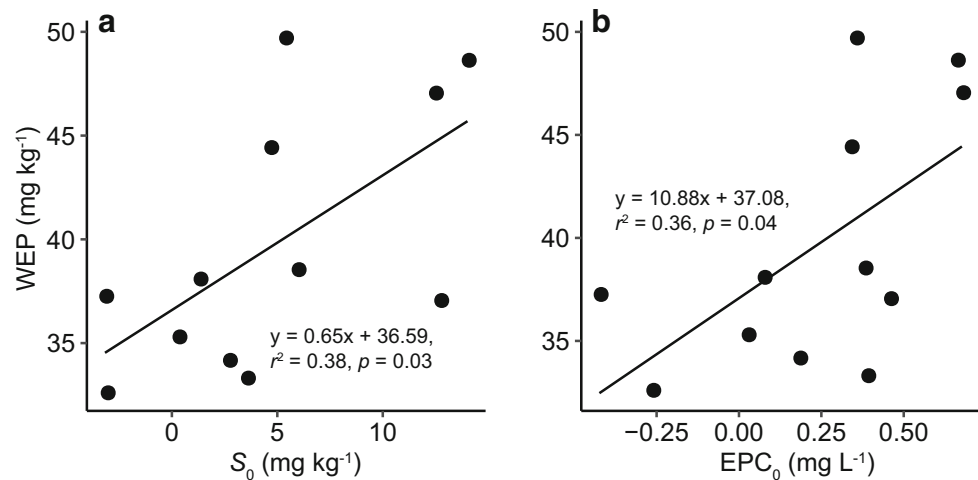 a
50
45
40
35
WEP (mg kg⁻¹)
y = 0.65x + 36.59,
r² = 0.38, p = 0.03
0
5
10
S₀ (mg kg⁻¹)
b
50
45
40
35
y = 10.88x + 37.08,
r² = 0.36, p = 0.04
−0.25
0.00
0.25
0.50
EPC₀ (mg L⁻¹)